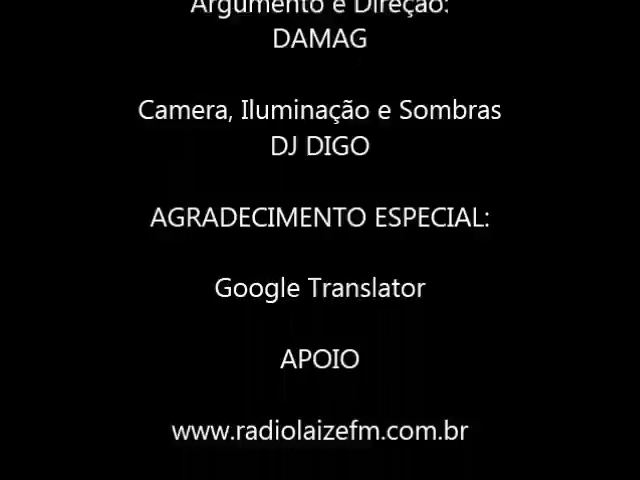 Argumento e Direção:
DAMAG
Camera, Iluminação e Sombras
DJ DIGO
AGRADECIMENTO ESPECIAL:
Google Translator
APOIO
www.radiolaizefm.com.br